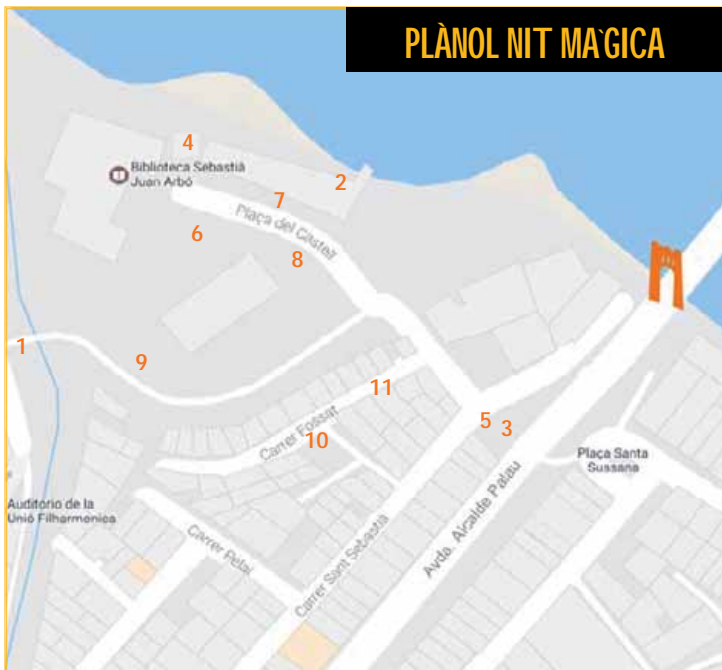 PLÀNOL NIT MA`GICA
4
Biblioteca Sebastià
Juan Arbó
2
7
Plaça del Castell
6
8
1
9
11
Carrer Fossat
10
5
3
Plaça Santa
Sussana
Avda. Alcalde Palau
Auditorio de la
Unió Filharmonica
Carrer Pelai
Carrer Sant Sebastià